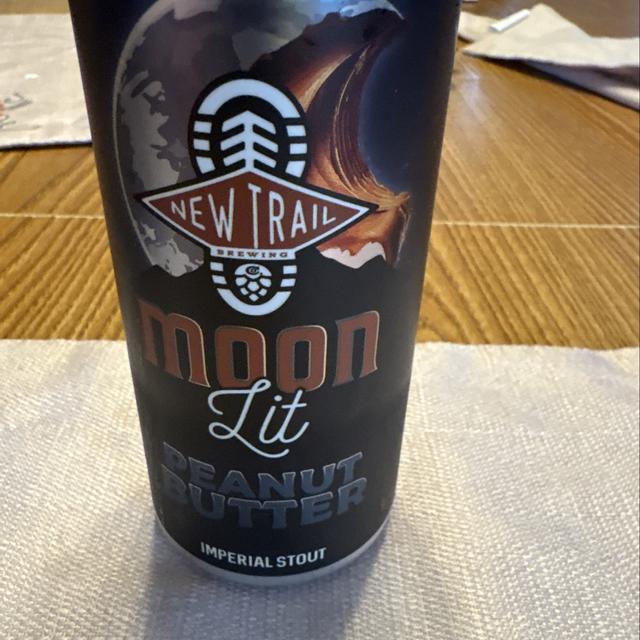 NEW TRAIL
BREWING
Co
moon
Lit
PEANUT
BUTTER
IMPERIAL STOUT